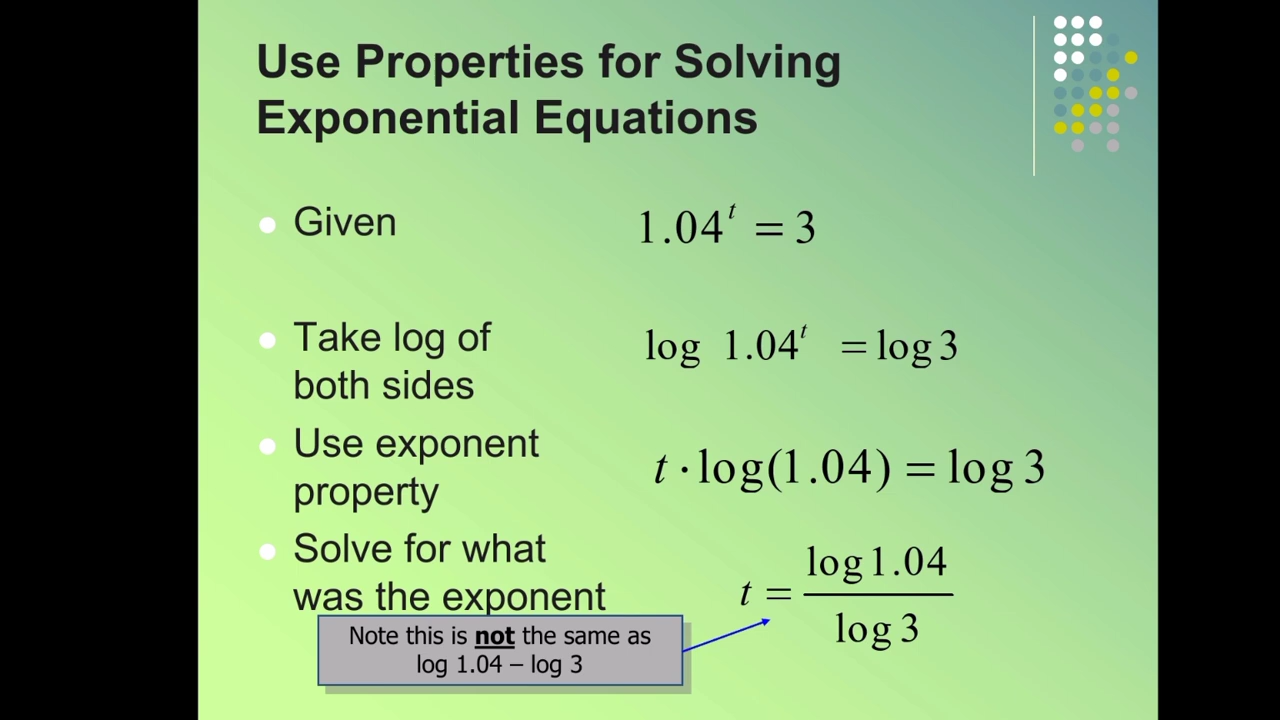 Use Properties for Solving
Exponential Equations
Given
1.04^t = 3
Take log of
both sides
log 1.04^t = log 3
Use exponent
property
t · log(1.04) = log 3
Solve for what
was the exponent
t = log 1.04 / log 3
Note this is not the same as
log 1.04 – log 3